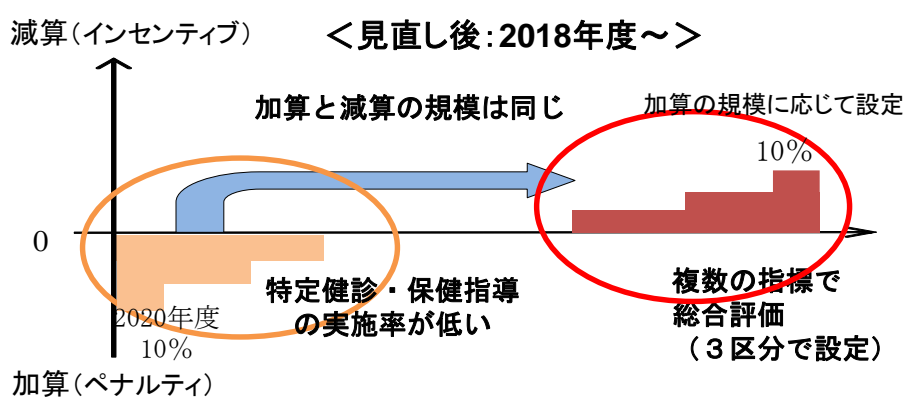 減算（インセンティブ）
＜見直し後：2018年度～＞
加算と減算の規模は同じ
加算の規模に応じて設定
10%
0
特定健診・保健指導
の実施率が低い
複数の指標で
総合評価
（３区分で設定）
2020年度
10%
加算（ペナルティ）